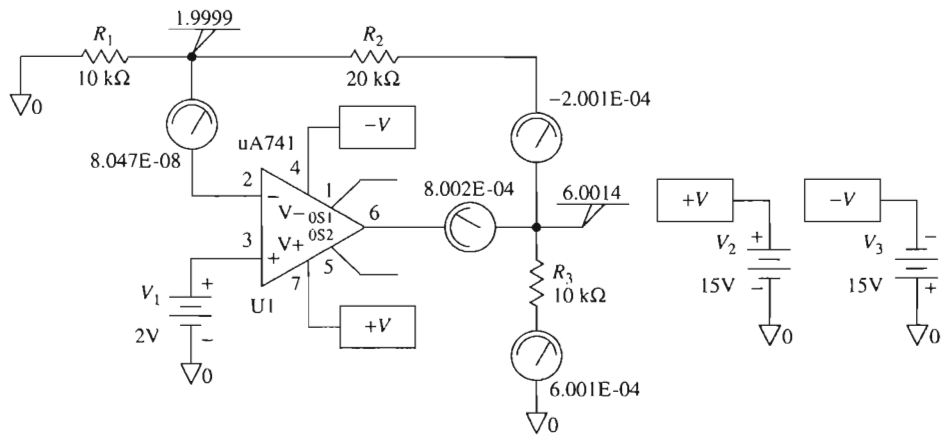 1.9999
R1
R2
10 kΩ
20 kΩ
0
-2.001E-04
-V
uA741
8.047E-08
4
8.002E-04
2
1
6.0014
+V
-V
−
V−
OS1
6
+
−
3
V+
OS2
V2
V3
+
5
R3
7
10 kΩ
15V
15V
V1
+
U1
−
+
2V
+V
−
0
0
0
6.001E-04
0